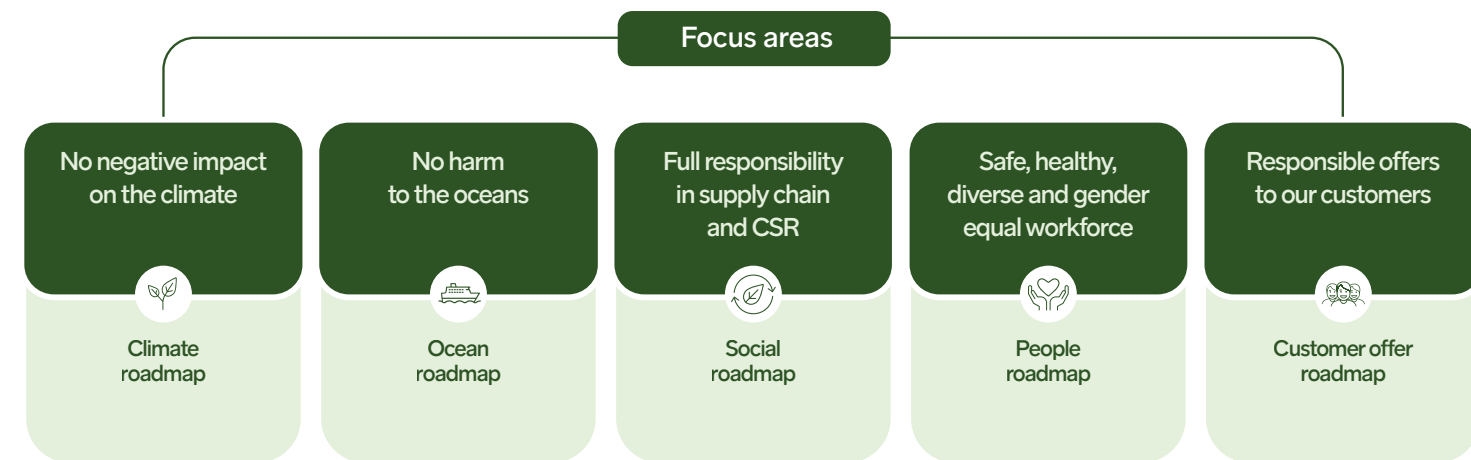 Focus areas
No negative impact
on the climate
Climate
roadmap
No harm
to the oceans
Ocean
roadmap
Full responsibility
in supply chain
and CSR
Social
roadmap
Safe, healthy,
diverse and gender
equal workforce
People
roadmap
Responsible offers
to our customers
Customer offer
roadmap